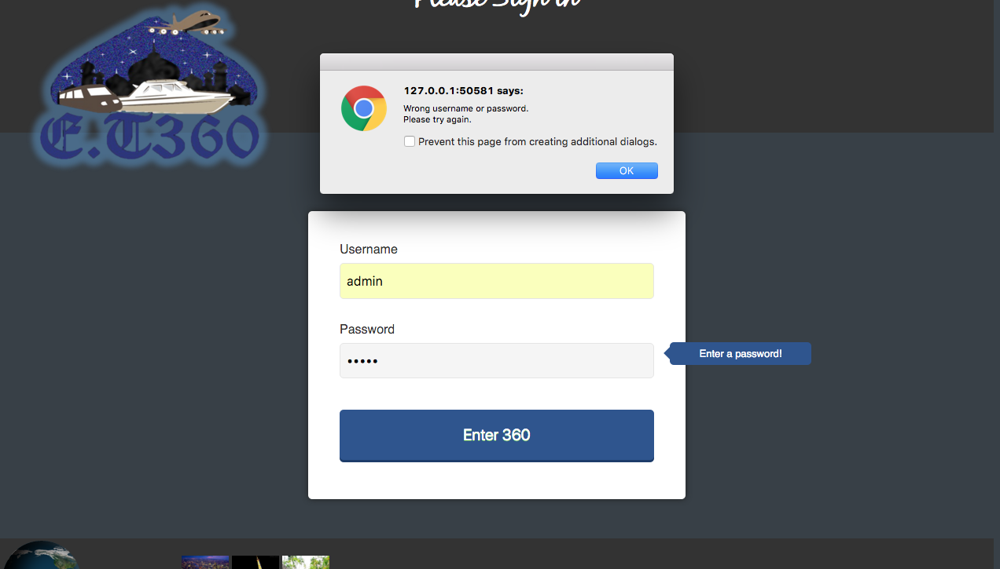 Please Sign In
E.T360
127.0.0.1:50581 says:
Wrong username or password.
Please try again.
Prevent this page from creating additional dialogs.
OK
Username
admin
Password
•••••
Enter a password!
Enter 360